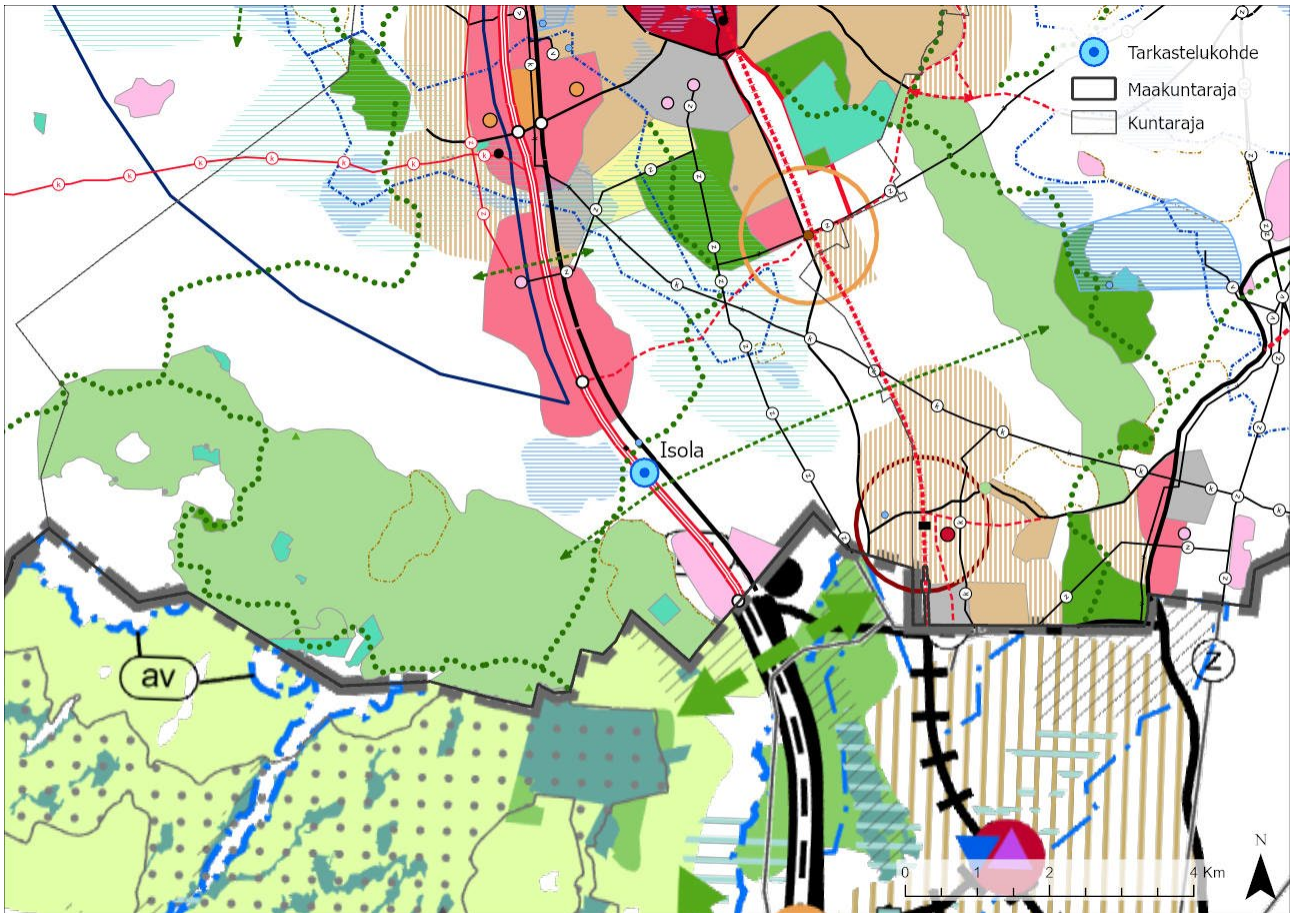 Tarkastelukohde
Maakuntaraja
Kuntaraja
Isola
av
z
N
0 1 2 4 Km